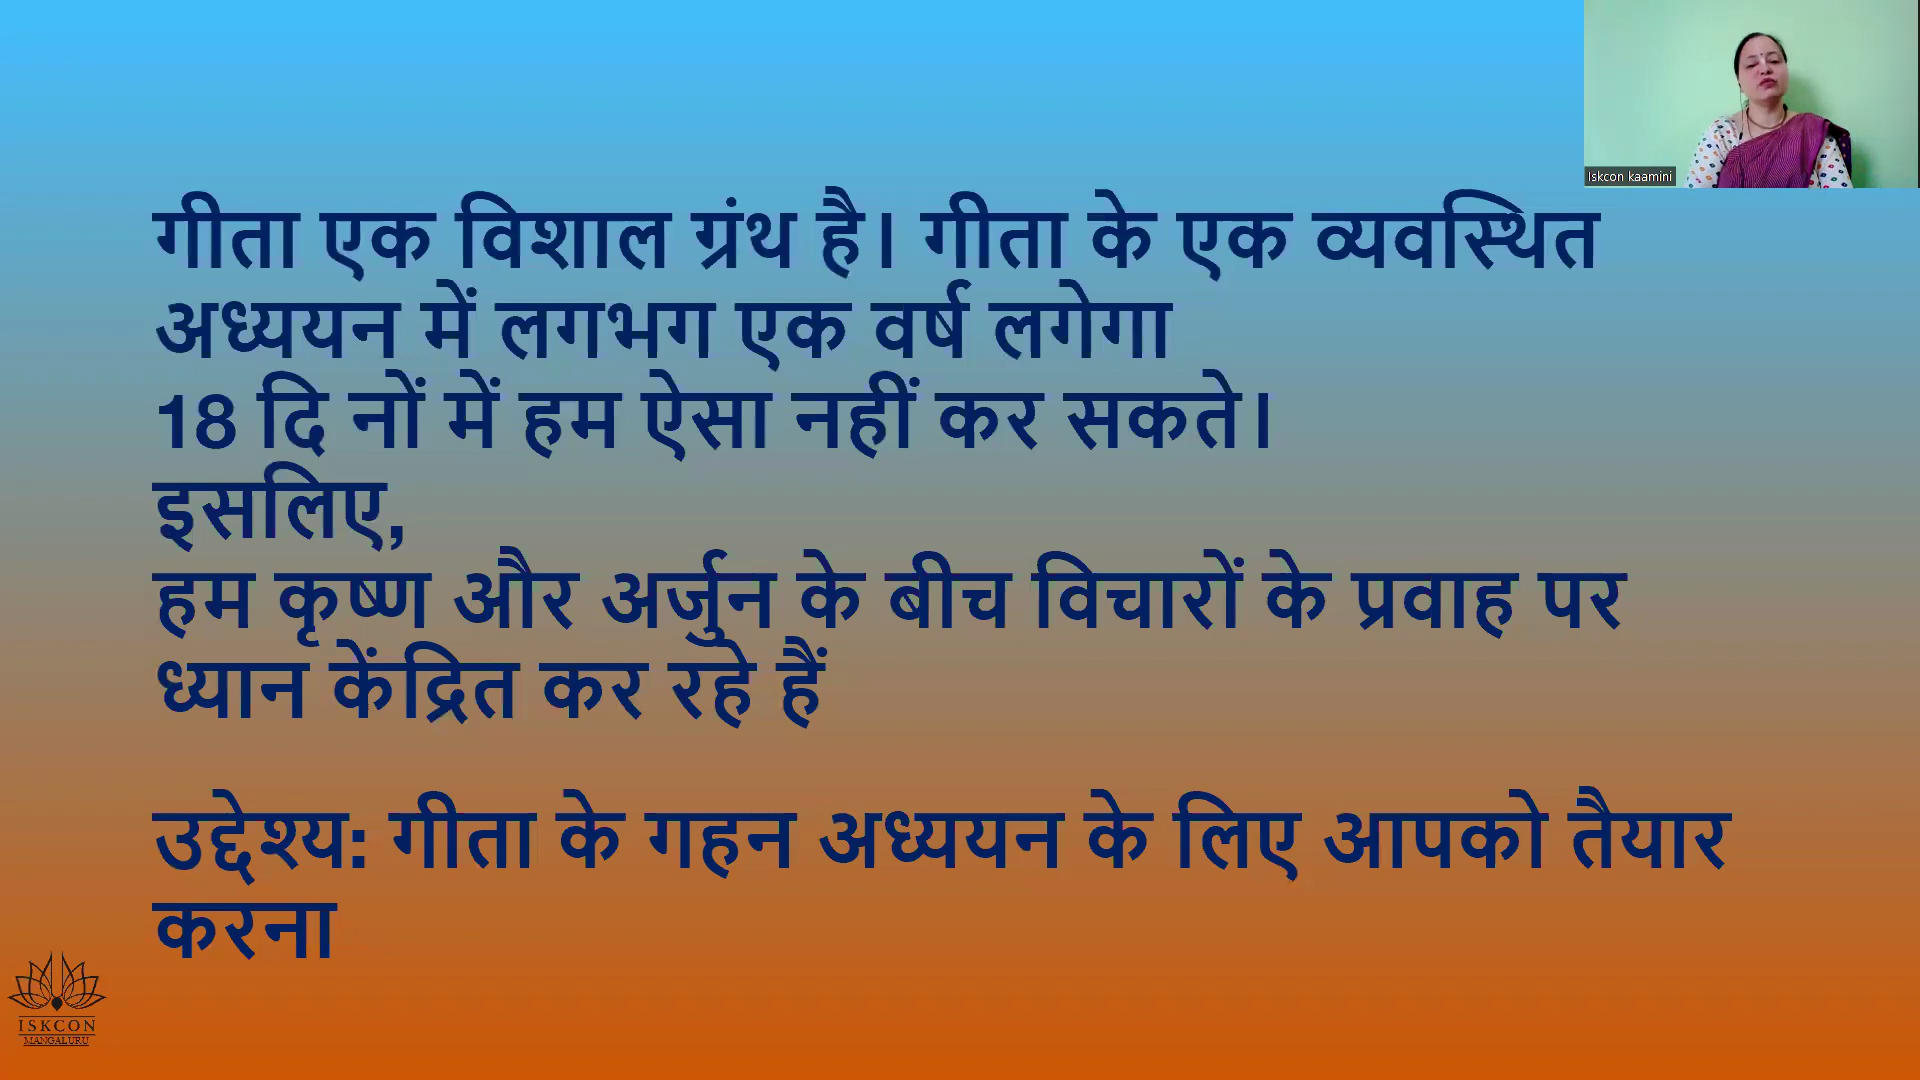 Iskcon kaamini
गीता एक विशाल ग्रंथ है। गीता के एक व्यवस्थित
अध्ययन में लगभग एक वर्ष लगेगा
18 दि नों में हम ऐसा नहीं कर सकते।
इसलिए,
हम कृष्ण और अर्जुन के बीच विचारों के प्रवाह पर
ध्यान केंद्रित कर रहे हैं
उद्देश्य: गीता के गहन अध्ययन के लिए आपको तैयार
करना
ISKCON
MANGALURU